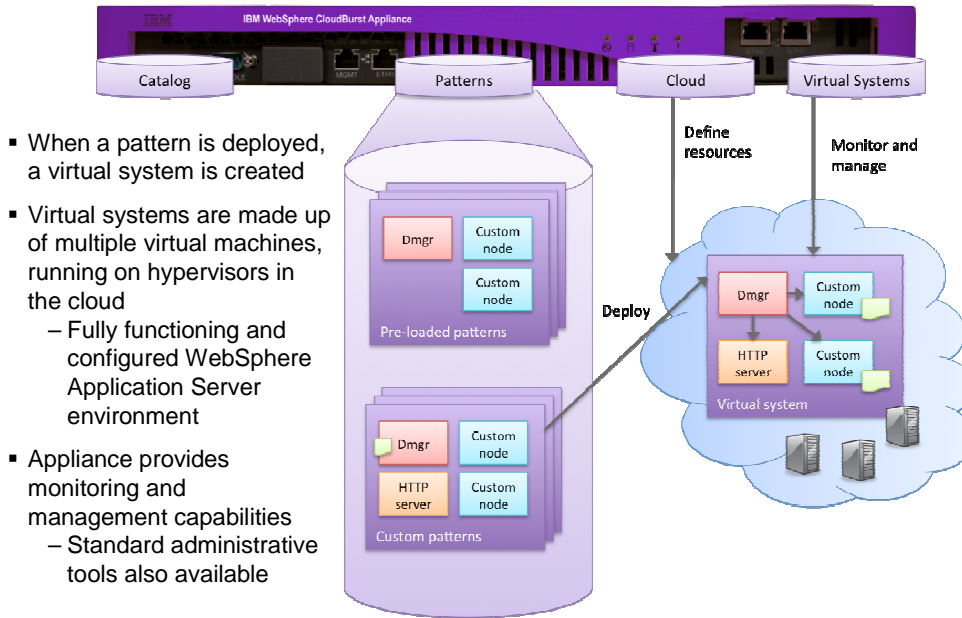 IBM
IBM WebSphere CloudBurst Appliance
MGMT
Catalog
Patterns
Cloud
Virtual Systems
▪ When a pattern is deployed,
a virtual system is created
▪ Virtual systems are made up
of multiple virtual machines,
running on hypervisors in
the cloud
– Fully functioning and
configured WebSphere
Application Server
environment
▪ Appliance provides
monitoring and
management capabilities
– Standard administrative
tools also available
Dmgr
Custom
node
Custom
node
Pre-loaded patterns
Dmgr
Custom
node
HTTP
server
Custom
node
Custom patterns
Deploy
Define
resources
Monitor and
manage
Dmgr
Custom
node
HTTP
server
Custom
node
Virtual system